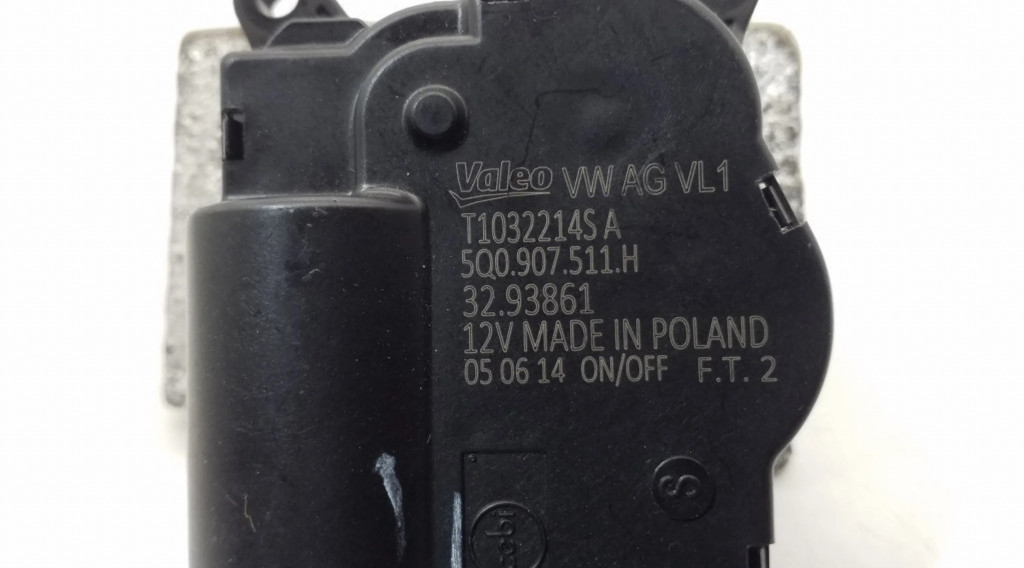 Valeo VW AG VL1
T1032214S A
5Q0.907.511.H
32.93861
12V MADE IN POLAND
05 06 14 ON/OFF F.T. 2
S